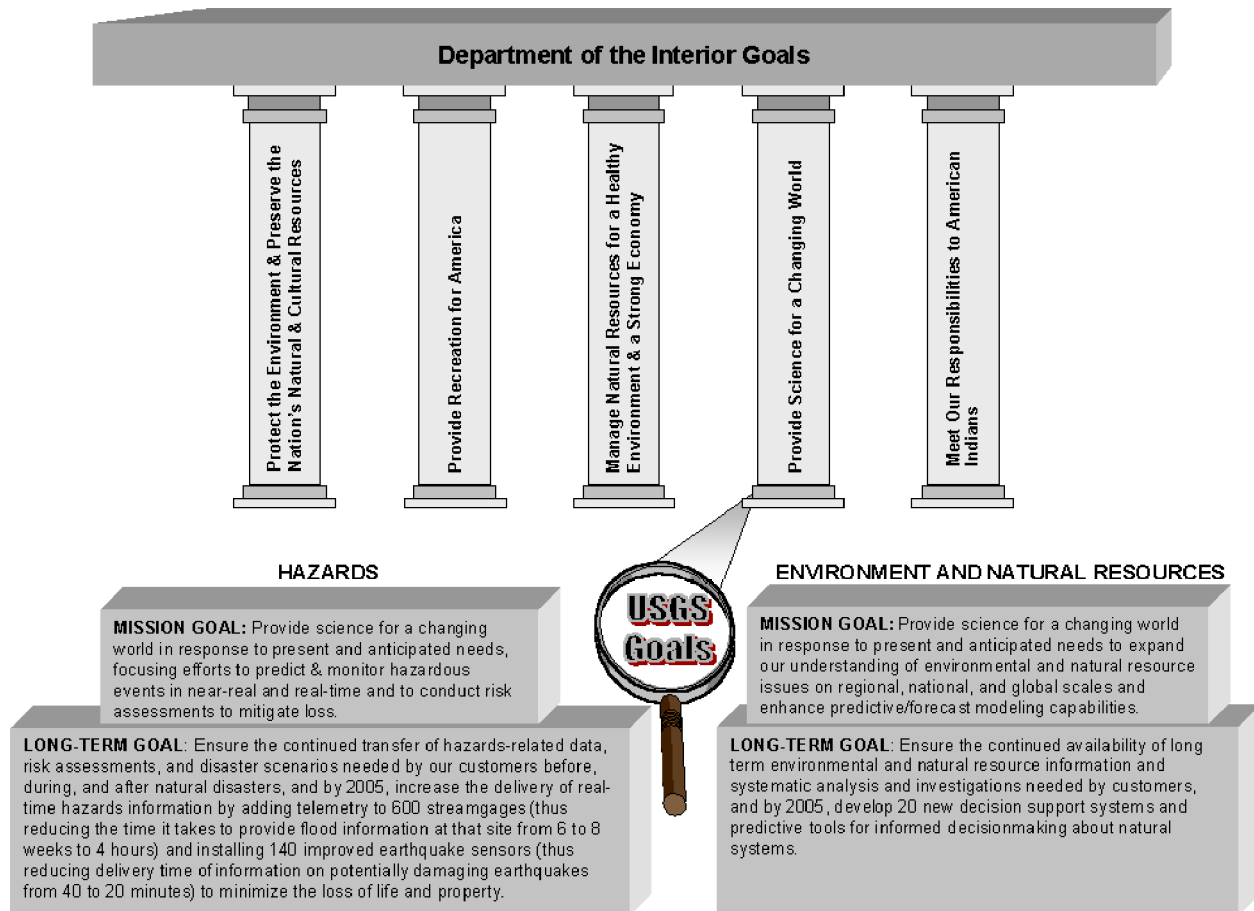 Department of the Interior Goals
Protect the Environment & Preserve the
Nation's Natural & Cultural Resources
Provide Recreation for America
Manage Natural Resources for a Healthy
Environment & a Strong Economy
Provide Science for a Changing World
Meet Our Responsibilities to American
Indians
HAZARDS
MISSION GOAL: Provide science for a changing
world in response to present and anticipated needs,
focusing efforts to predict & monitor hazardous
events in near-real and real-time and to conduct risk
assessments to mitigate loss.
LONG-TERM GOAL: Ensure the continued transfer of hazards-related data,
risk assessments, and disaster scenarios needed by our customers before,
during, and after natural disasters, and by 2005, increase the delivery of real-
time hazards information by adding telemetry to 600 streamgages (thus
reducing the time it takes to provide flood information at that site from 6 to 8
weeks to 4 hours) and installing 140 improved earthquake sensors (thus
reducing delivery time of information on potentially damaging earthquakes
from 40 to 20 minutes) to minimize the loss of life and property.
USGS
Goals
ENVIRONMENT AND NATURAL RESOURCES
MISSION GOAL: Provide science for a changing world
in response to present and anticipated needs to expand
our understanding of environmental and natural resource
issues on regional, national, and global scales and
enhance predictive/forecast modeling capabilities.
LONG-TERM GOAL: Ensure the continued availability of long
term environmental and natural resource information and
systematic analysis and investigations needed by customers,
and by 2005, develop 20 new decision support systems and
predictive tools for informed decisionmaking about natural
systems.